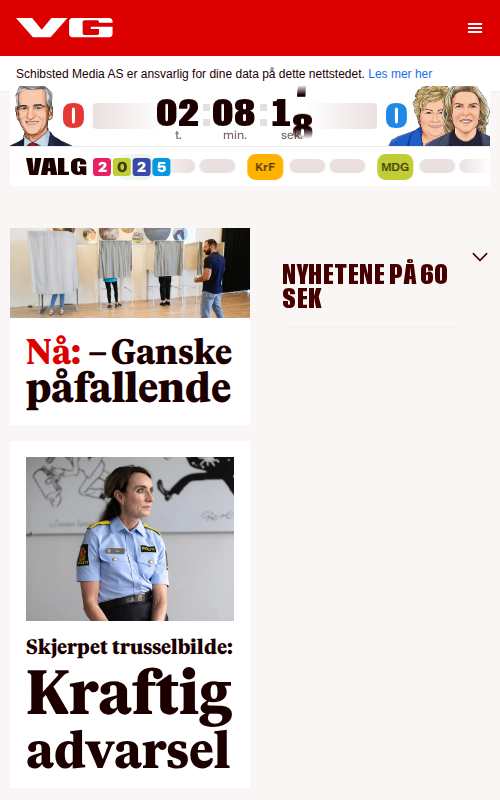 VG
Schibsted Media AS er ansvarlig for dine data på dette nettstedet. Les mer her
0 02:08:1 0
t. min. sek.
VALG 2025 KrF MDG
Nå: – Ganske
påfallende
NYHETENE PÅ 60
SEK
Skjerpet trusselbilde:
Kraftig
advarsel